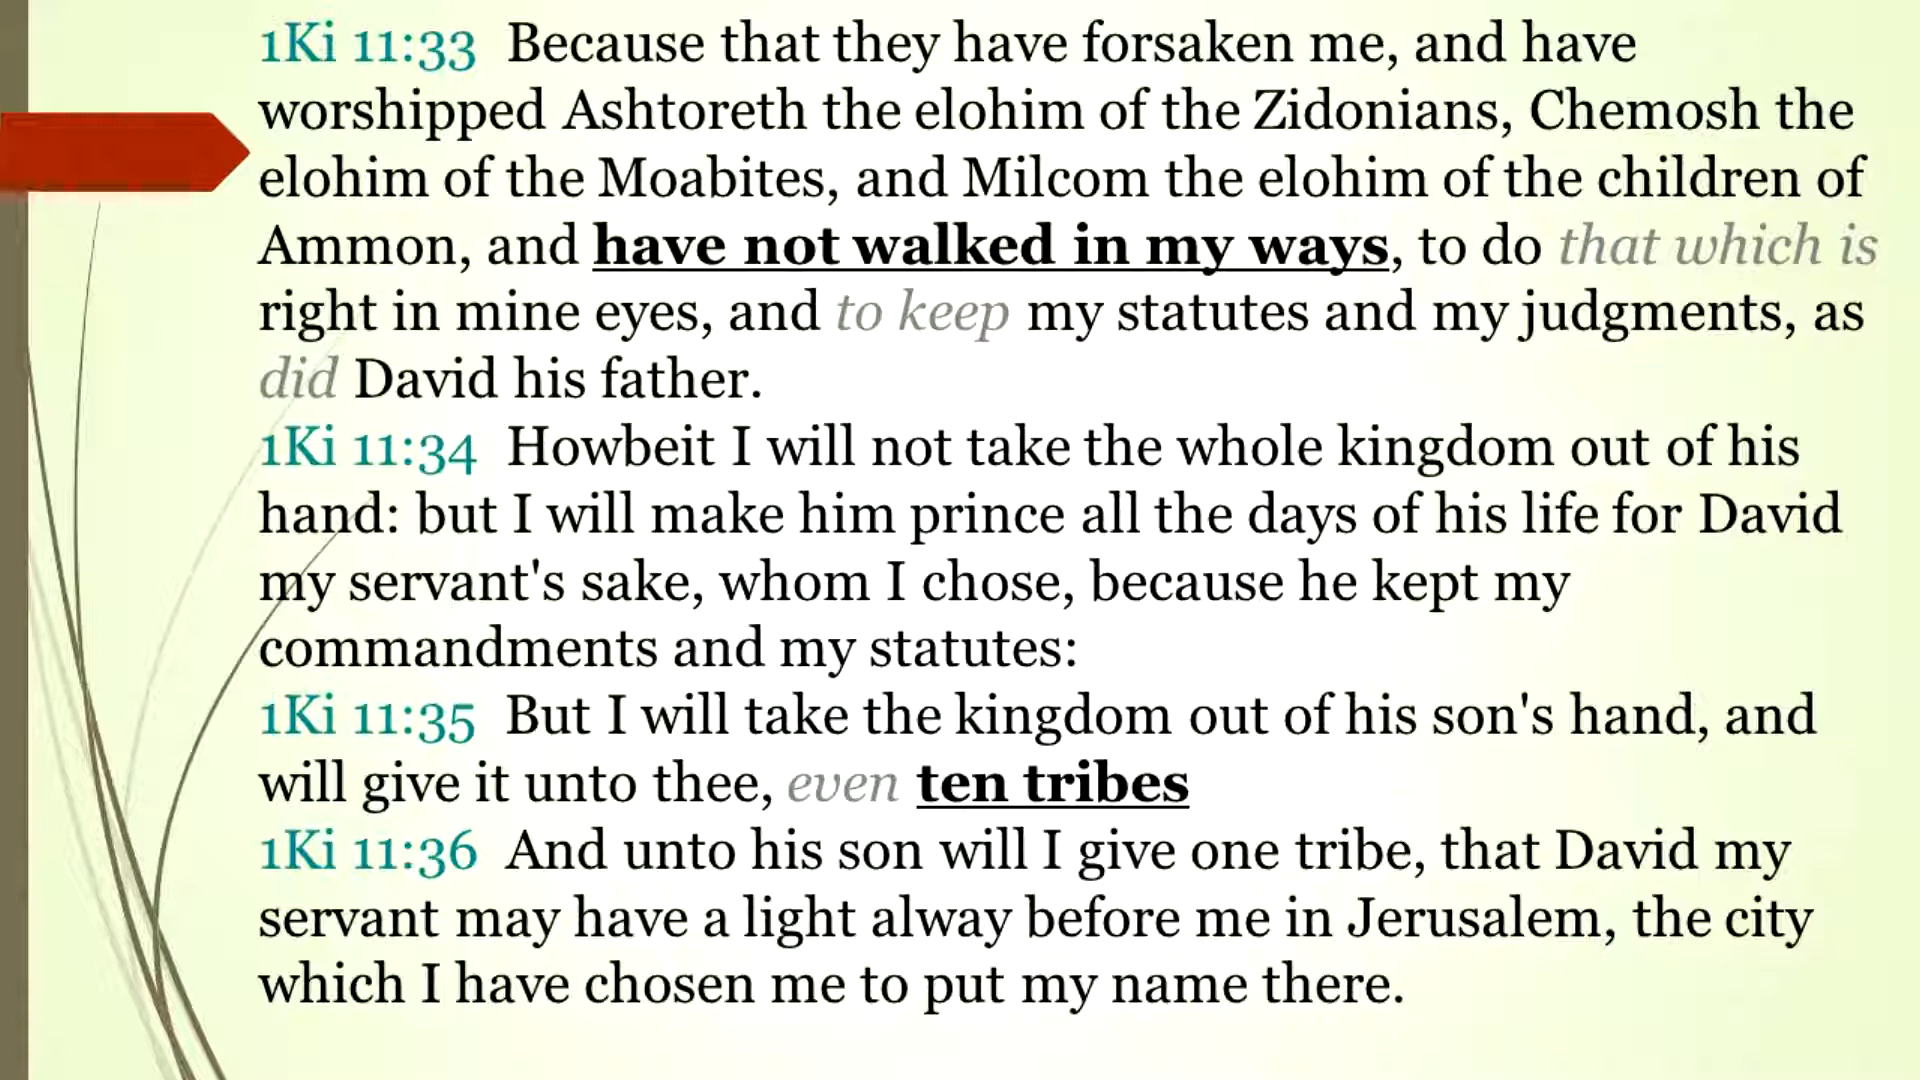 1Ki 11:33 Because that they have forsaken me, and have
worshipped Ashtoreth the elohim of the Zidonians, Chemosh the
elohim of the Moabites, and Milcom the elohim of the children of
Ammon, and have not walked in my ways, to do that which is
right in mine eyes, and to keep my statutes and my judgments, as
did David his father.
1Ki 11:34 Howbeit I will not take the whole kingdom out of his
hand: but I will make him prince all the days of his life for David
my servant's sake, whom I chose, because he kept my
commandments and my statutes:
1Ki 11:35 But I will take the kingdom out of his son's hand, and
will give it unto thee, even ten tribes
1Ki 11:36 And unto his son will I give one tribe, that David my
servant may have a light alway before me in Jerusalem, the city
which I have chosen me to put my name there.